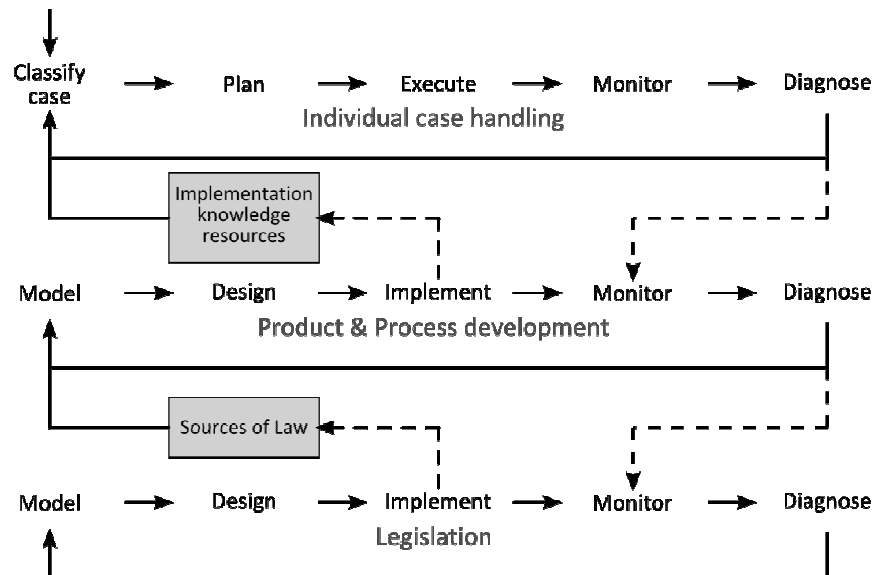 Classify
case
Plan
Execute
Monitor
Diagnose
Individual case handling
Implementation
knowledge
resources
Model
Design
Implement
Monitor
Diagnose
Product & Process development
Sources of Law
Model
Design
Implement
Monitor
Diagnose
Legislation